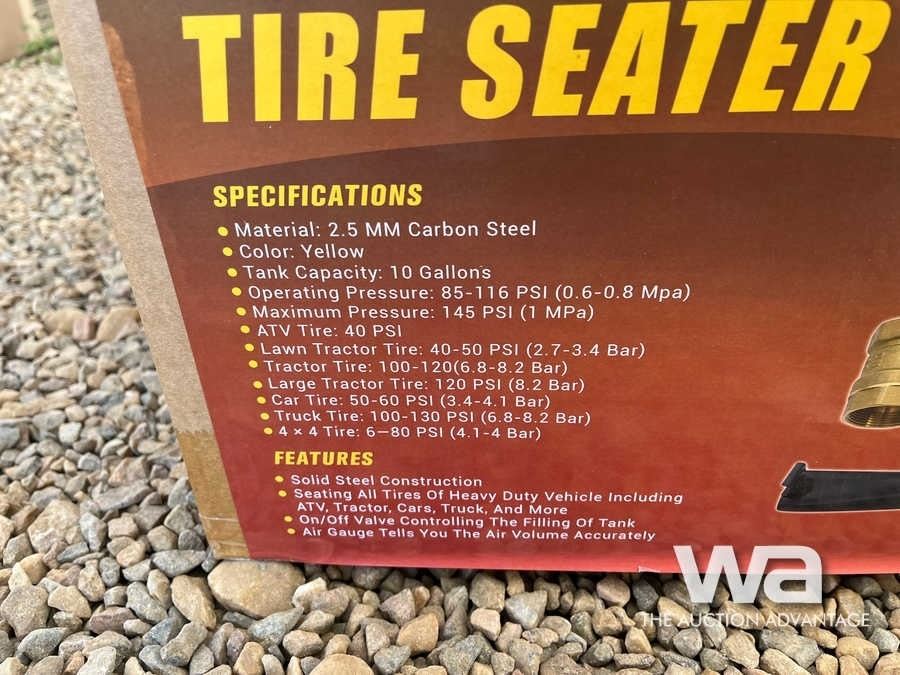 TIRE SEATER
SPECIFICATIONS
• Material: 2.5 MM Carbon Steel
• Color: Yellow
• Tank Capacity: 10 Gallons
• Operating Pressure: 85-116 PSI (0.6-0.8 Mpa)
• Maximum Pressure: 145 PSI (1 MPa)
• ATV Tire: 40 PSI
• Lawn Tractor Tire: 40-50 PSI (2.7-3.4 Bar)
• Tractor Tire: 100-120(6.8-8.2 Bar)
• Large Tractor Tire: 120 PSI (8.2 Bar)
• Car Tire: 50-60 PSI (3.4-4.1 Bar)
• Truck Tire: 100-130 PSI (6.8-8.2 Bar)
• 4 × 4 Tire: 6—80 PSI (4.1-4 Bar)
FEATURES
• Solid Steel Construction
• Seating All Tires Of Heavy Duty Vehicle Including
ATV, Tractor, Cars, Truck, And More
• On/Off Valve Controlling The Filling Of Tank
• Air Gauge Tells You The Air Volume Accurately
wa
THE AUCTION ADVANTAGE